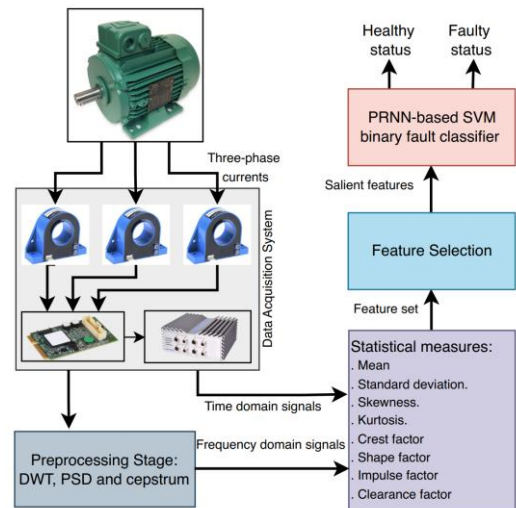 Three-phase
currents
Data Acquisition System
Time domain signals
Preprocessing Stage:
DWT, PSD and cepstrum
Frequency domain signals
Statistical measures:
. Mean
. Standard deviation.
. Skewness.
. Kurtosis.
. Crest factor
. Shape factor
. Impulse factor
. Clearance factor
Feature set
Feature Selection
Salient features
PRNN-based SVM
binary fault classifier
Healthy
status
Faulty
status